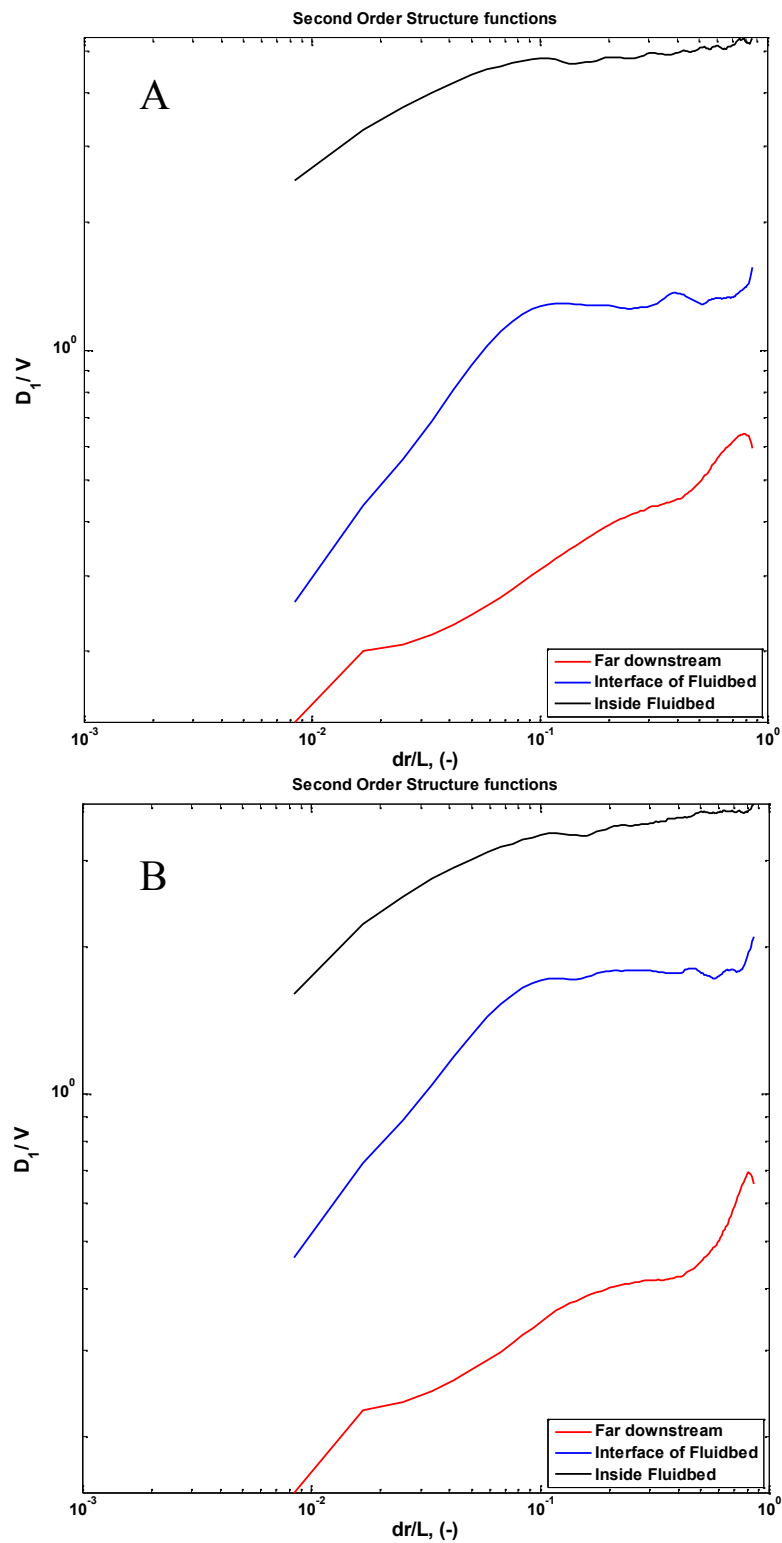 Second Order Structure functions
A
10^0
D_1/ V
Far downstream
Interface of Fluidbed
Inside Fluidbed
10^-3 10^-2 10^-1 10^0
dr/L, (-)
Second Order Structure functions
B
10^0
D_1/ V
Far downstream
Interface of Fluidbed
Inside Fluidbed
10^-3 10^-2 10^-1 10^0
dr/L, (-)